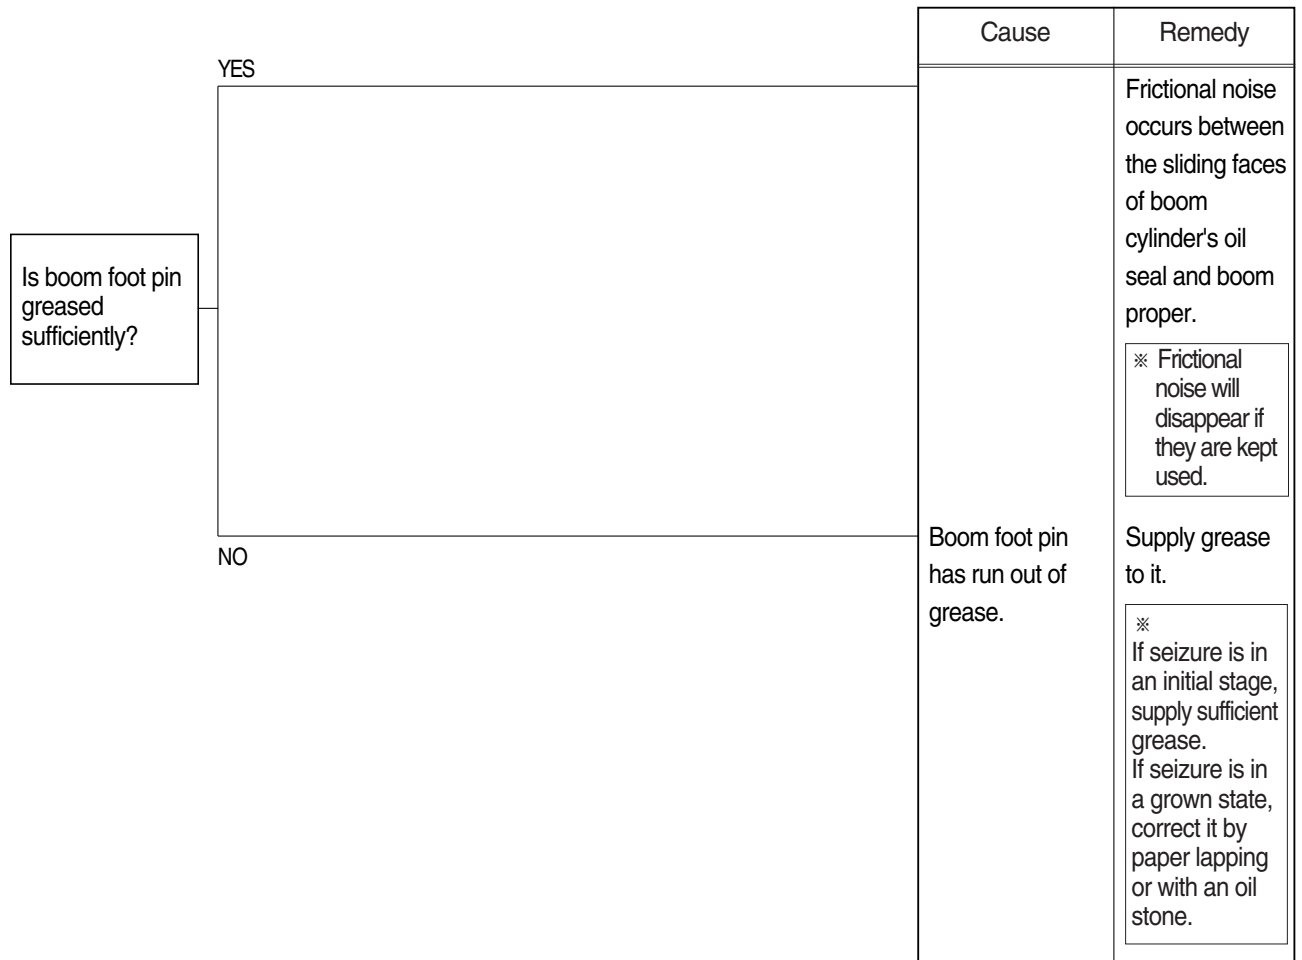 Cause
Remedy
YES
Frictional noise
occurs between
the sliding faces
of boom
cylinder's oil
seal and boom
proper.
※ Frictional
noise will
disappear if
they are kept
used.
Is boom foot pin
greased
sufficiently?
NO
Boom foot pin
has run out of
grease.
Supply grease
to it.
※
If seizure is in
an initial stage,
supply sufficient
grease.
If seizure is in
a grown state,
correct it by
paper lapping
or with an oil
stone.